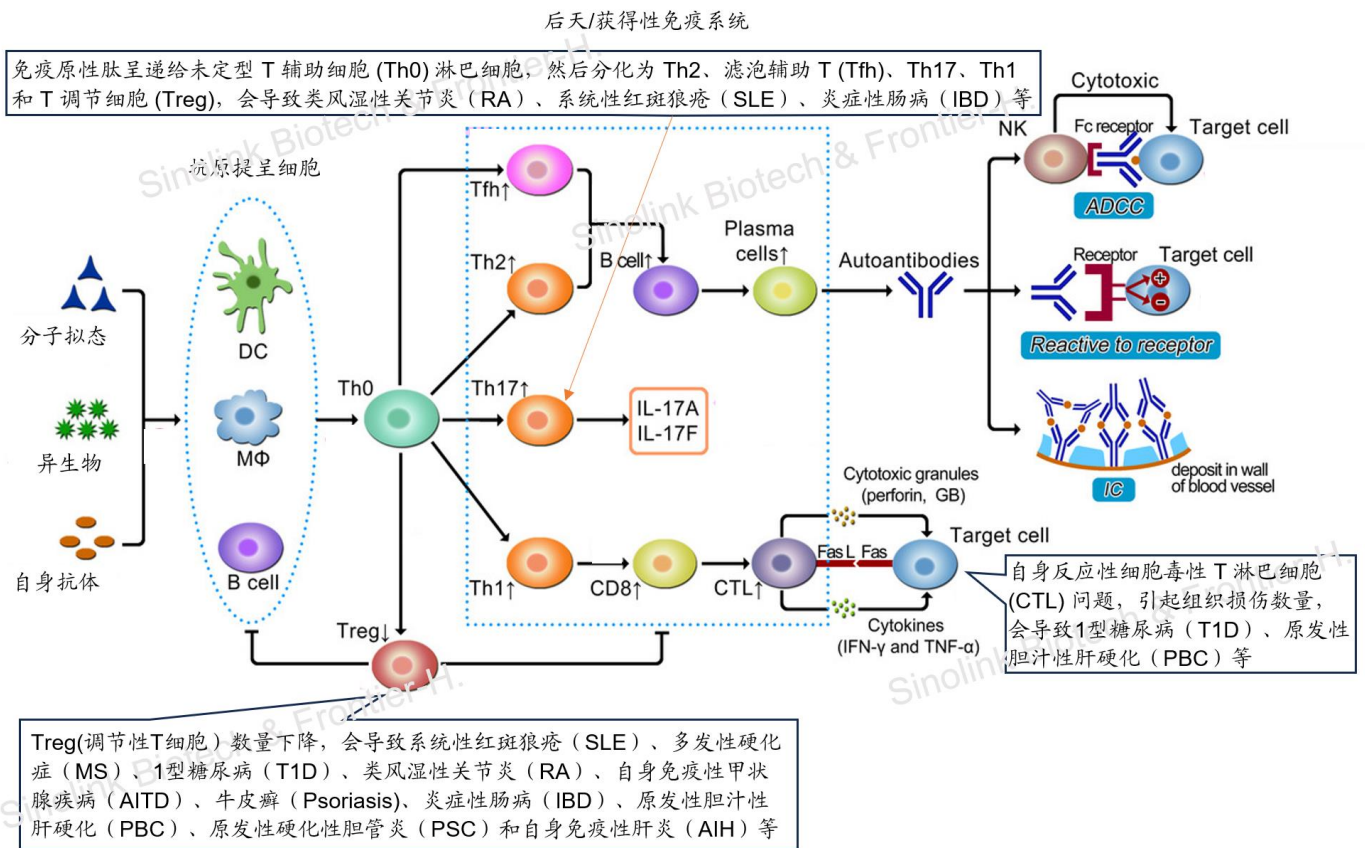 后天/获得性免疫系统
免疫原性肽呈递给未定型 T 辅助细胞 (Th0) 淋巴细胞，然后分化为 Th2、滤泡辅助 T (Tfh)、Th17、Th1
和 T 调节细胞 (Treg)，会导致类风湿性关节炎（RA）、系统性红斑狼疮（SLE）、炎症性肠病（IBD）等
抗原提呈细胞
分子拟态
异生物
自身抗体
DC
MΦ
B cell
Th0
Tfh↑
Th2↑
Th17↑
Th1↑
Treg↓
B cell↑
Plasma
cells↑
Autoantibodies
IL-17A
IL-17F
CD8↑
CTL↑
Cytotoxic granules
(perforin, GB)
Fas L
Fas
Target cell
Cytokines
(IFN-γ and TNF-α)
Cytotoxic
NK
Fc receptor
Target cell
ADCC
Receptor
Target cell
+
−
Reactive to receptor
IC
deposit in wall
of blood vessel
自身反应性细胞毒性 T 淋巴细胞
(CTL) 问题，引起组织损伤数量，
会导致1型糖尿病（T1D）、原发性
胆汁性肝硬化（PBC）等
Treg(调节性T细胞）数量下降，会导致系统性红斑狼疮（SLE）、多发性硬化
症（MS）、1型糖尿病（T1D）、类风湿性关节炎（RA）、自身免疫性甲状
腺疾病（AITD）、牛皮癣（Psoriasis)、炎症性肠病（IBD）、原发性胆汁性
肝硬化（PBC）、原发性硬化性胆管炎（PSC）和自身免疫性肝炎（AIH）等
Sinolink Biotech & Frontier-H.
Sinolink Biotech & Frontier-H.
Sinolink Biotech & Frontier-H.
Sinolink Biotech & Frontier-H.